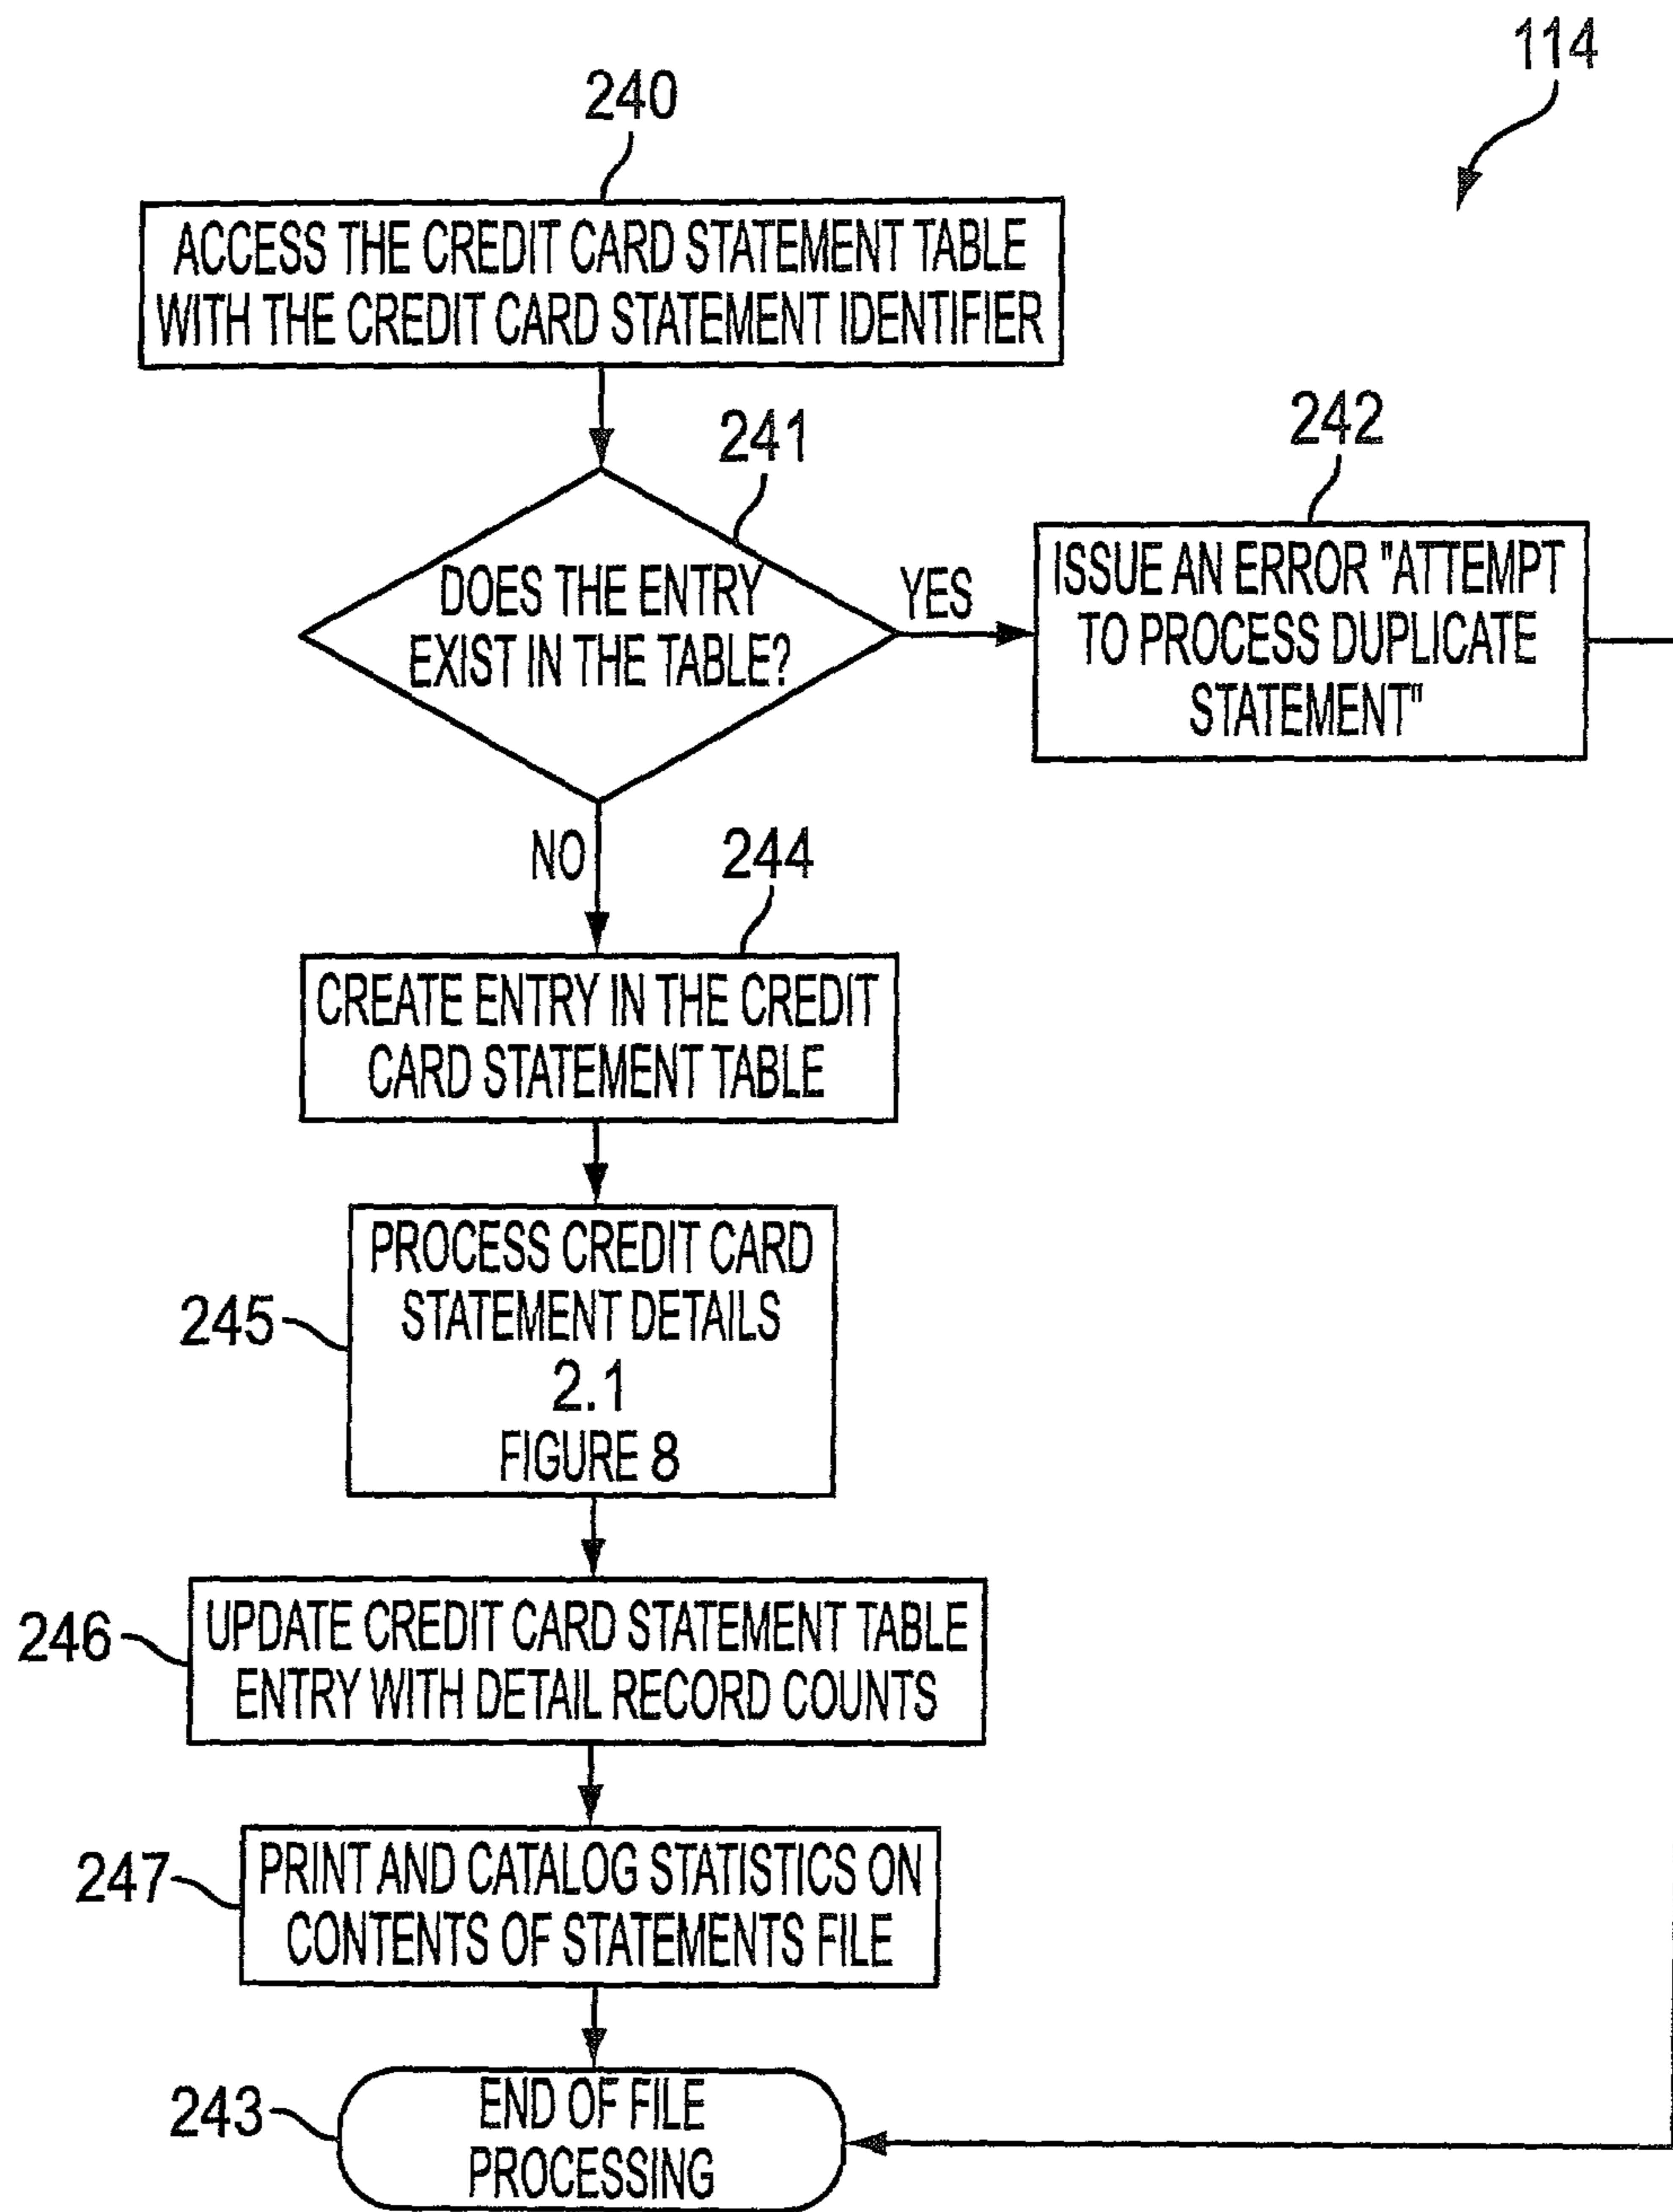 114
240
ACCESS THE CREDIT CARD STATEMENT TABLE
WITH THE CREDIT CARD STATEMENT IDENTIFIER
241
DOES THE ENTRY
EXIST IN THE TABLE?
YES
242
ISSUE AN ERROR "ATTEMPT
TO PROCESS DUPLICATE
STATEMENT"
NO
244
CREATE ENTRY IN THE CREDIT
CARD STATEMENT TABLE
245
PROCESS CREDIT CARD
STATEMENT DETAILS
2.1
FIGURE 8
246
UPDATE CREDIT CARD STATEMENT TABLE
ENTRY WITH DETAIL RECORD COUNTS
247
PRINT AND CATALOG STATISTICS ON
CONTENTS OF STATEMENTS FILE
243
END OF FILE
PROCESSING